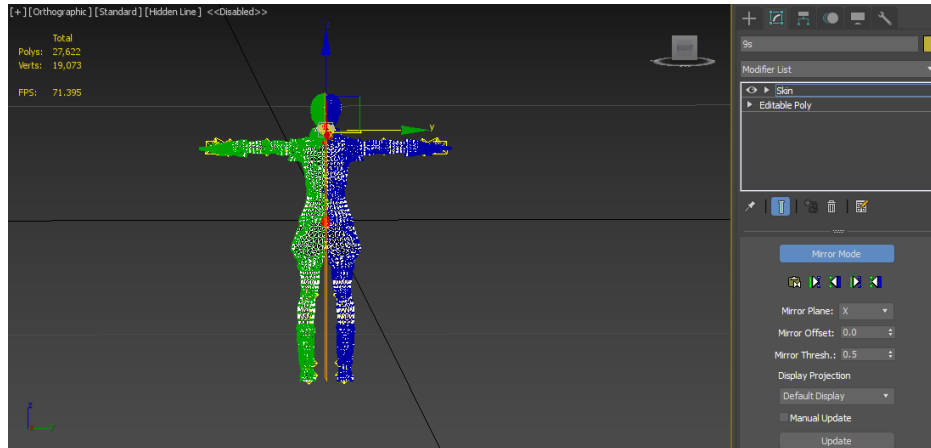 [+] [Orthographic] [Standard] [Hidden Line] <<Disabled>>
Total
Polys: 27,622
Verts: 19,073
FPS: 71.395
z
y
z
9s
Modifier List
Skin
Editable Poly
Mirror Mode
Mirror Plane: X
Mirror Offset: 0.0
Mirror Thresh.: 0.5
Display Projection
Default Display
Manual Update
Update